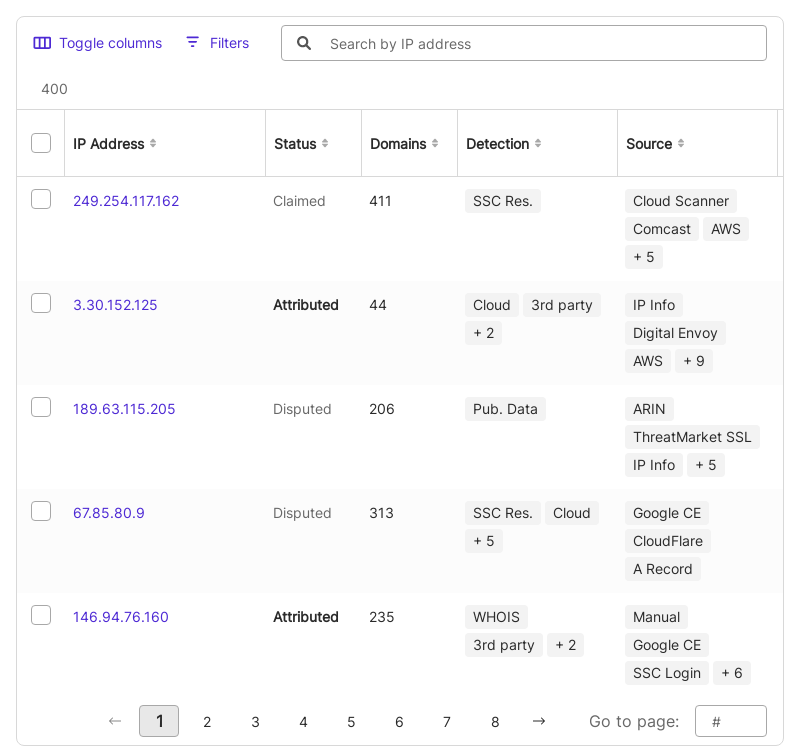 Toggle columns Filters Search by IP address
400
IP Address Status Domains Detection Source
249.254.117.162 Claimed 411 SSC Res. Cloud Scanner
Comcast AWS
+ 5
3.30.152.125 Attributed 44 Cloud 3rd party IP Info
+ 2 Digital Envoy
AWS + 9
189.63.115.205 Disputed 206 Pub. Data ARIN
ThreatMarket SSL
IP Info + 5
67.85.80.9 Disputed 313 SSC Res. Cloud Google CE
+ 5 CloudFlare
A Record
146.94.76.160 Attributed 235 WHOIS Manual
3rd party + 2 Google CE
SSC Login + 6
← 1 2 3 4 5 6 7 8 → Go to page: #